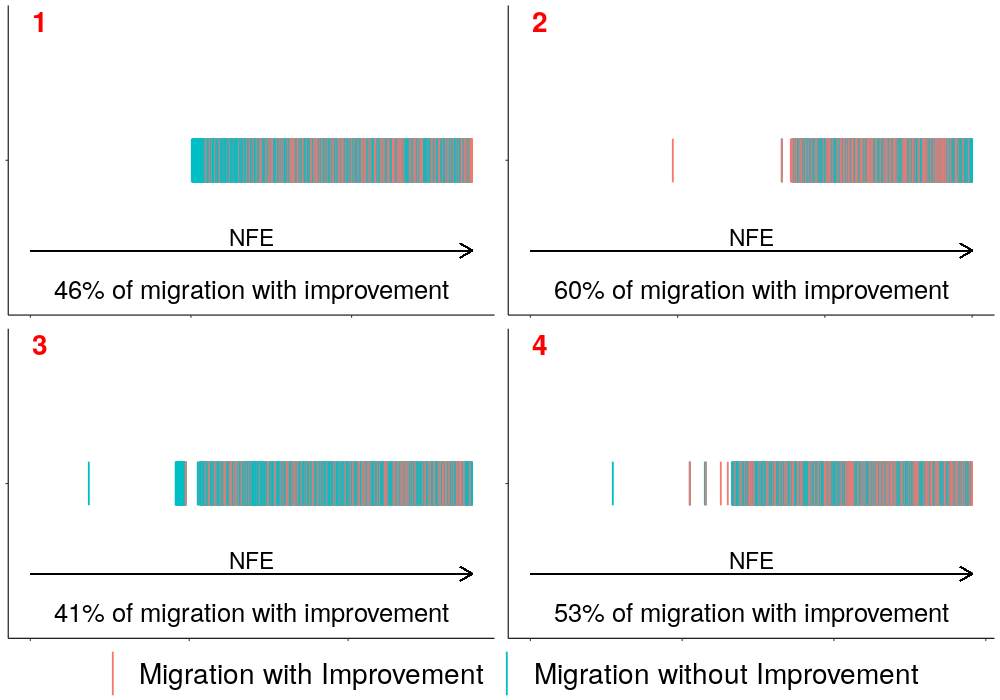 1
NFE
46% of migration with improvement
2
NFE
60% of migration with improvement
3
NFE
41% of migration with improvement
4
NFE
53% of migration with improvement
Migration with Improvement
Migration without Improvement